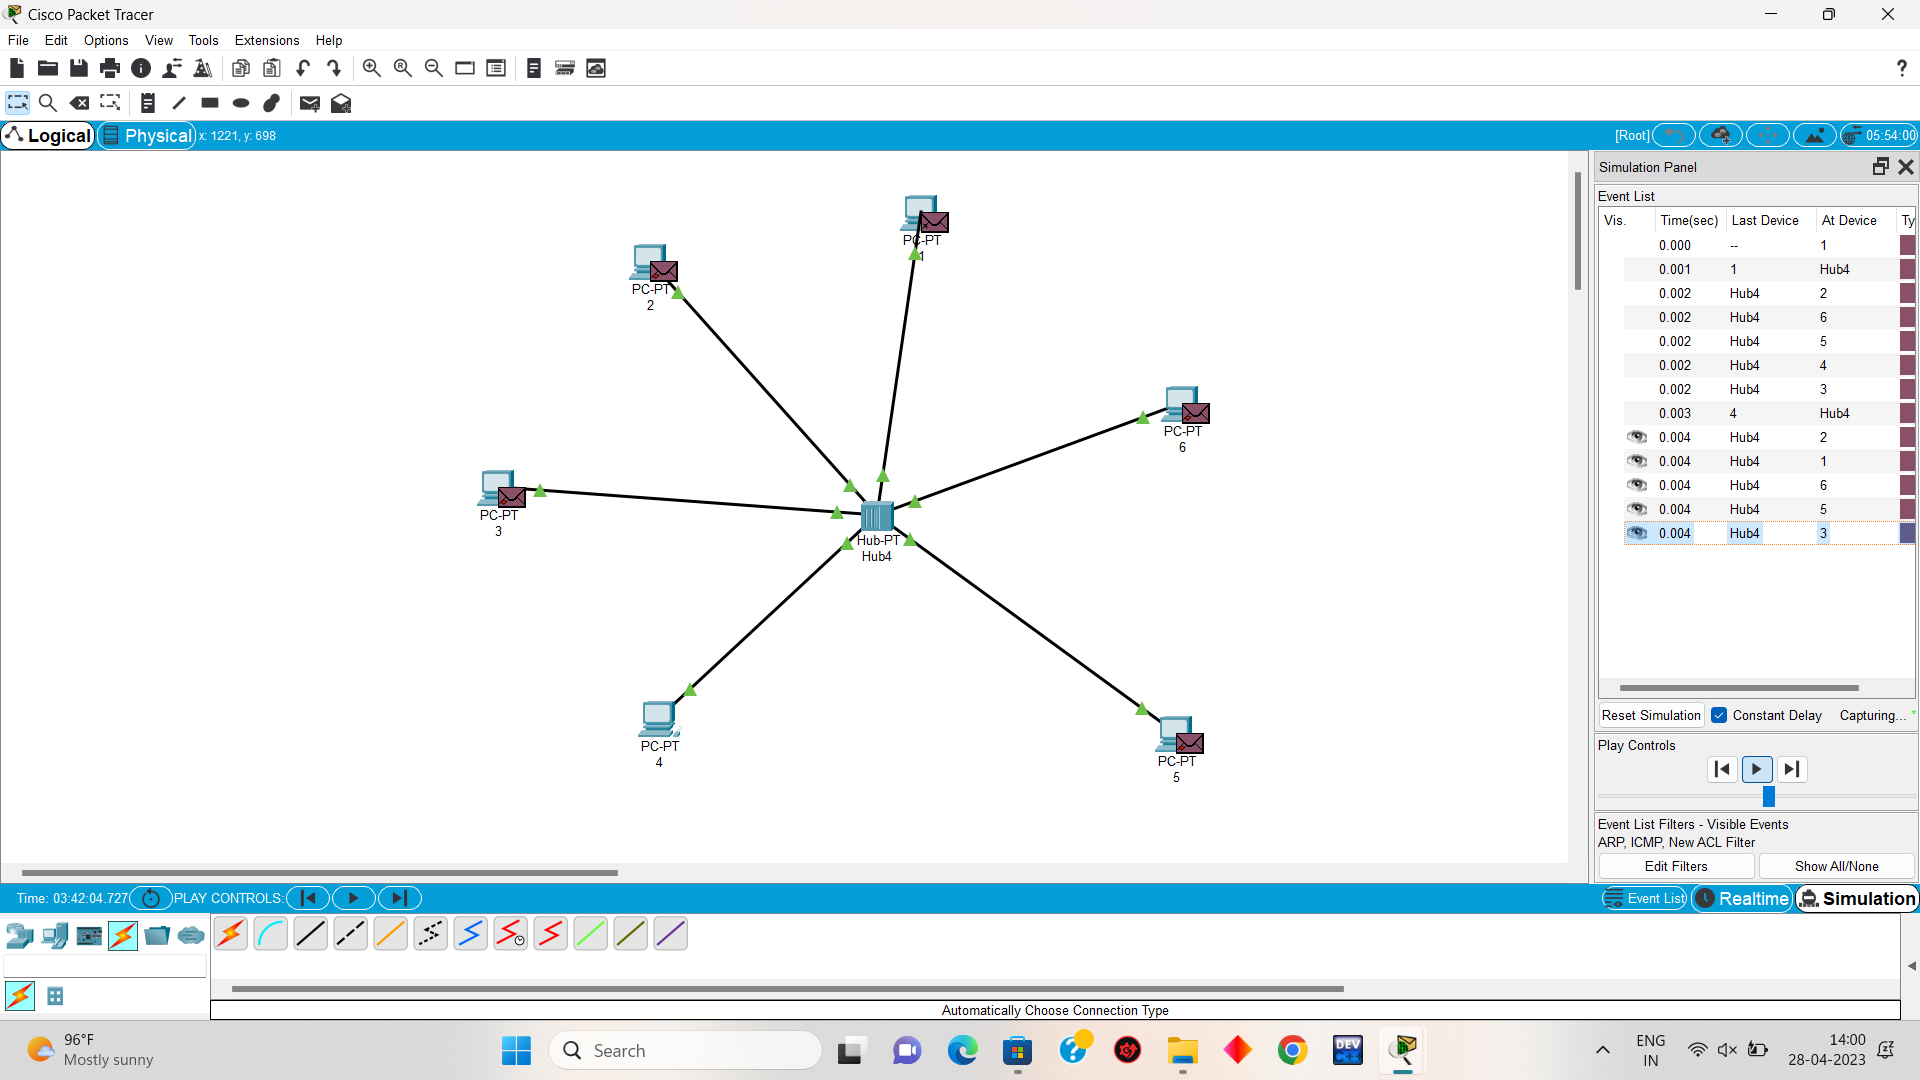 Cisco Packet Tracer
File Edit Options View Tools Extensions Help
Logical Physical x: 1221, y: 698 [Root] 05:54:00
PC-PT
1
PC-PT
2
PC-PT
6
PC-PT
3
Hub-PT
Hub4
PC-PT
4
PC-PT
5
Simulation Panel
Event List
Vis. Time(sec) Last Device At Device Ty
0.000 -- 1
0.001 1 Hub4
0.002 Hub4 2
0.002 Hub4 6
0.002 Hub4 5
0.002 Hub4 4
0.002 Hub4 3
0.003 4 Hub4
0.004 Hub4 2
0.004 Hub4 1
0.004 Hub4 6
0.004 Hub4 5
0.004 Hub4 3
Reset Simulation Constant Delay Capturing...
Play Controls
Event List Filters - Visible Events
ARP, ICMP, New ACL Filter
Edit Filters Show All/None
Time: 03:42:04.727 PLAY CONTROLS: Event List Realtime Simulation
Automatically Choose Connection Type
96°F
Mostly sunny
Search
DEV
C++
ENG
IN
14:00
28-04-2023